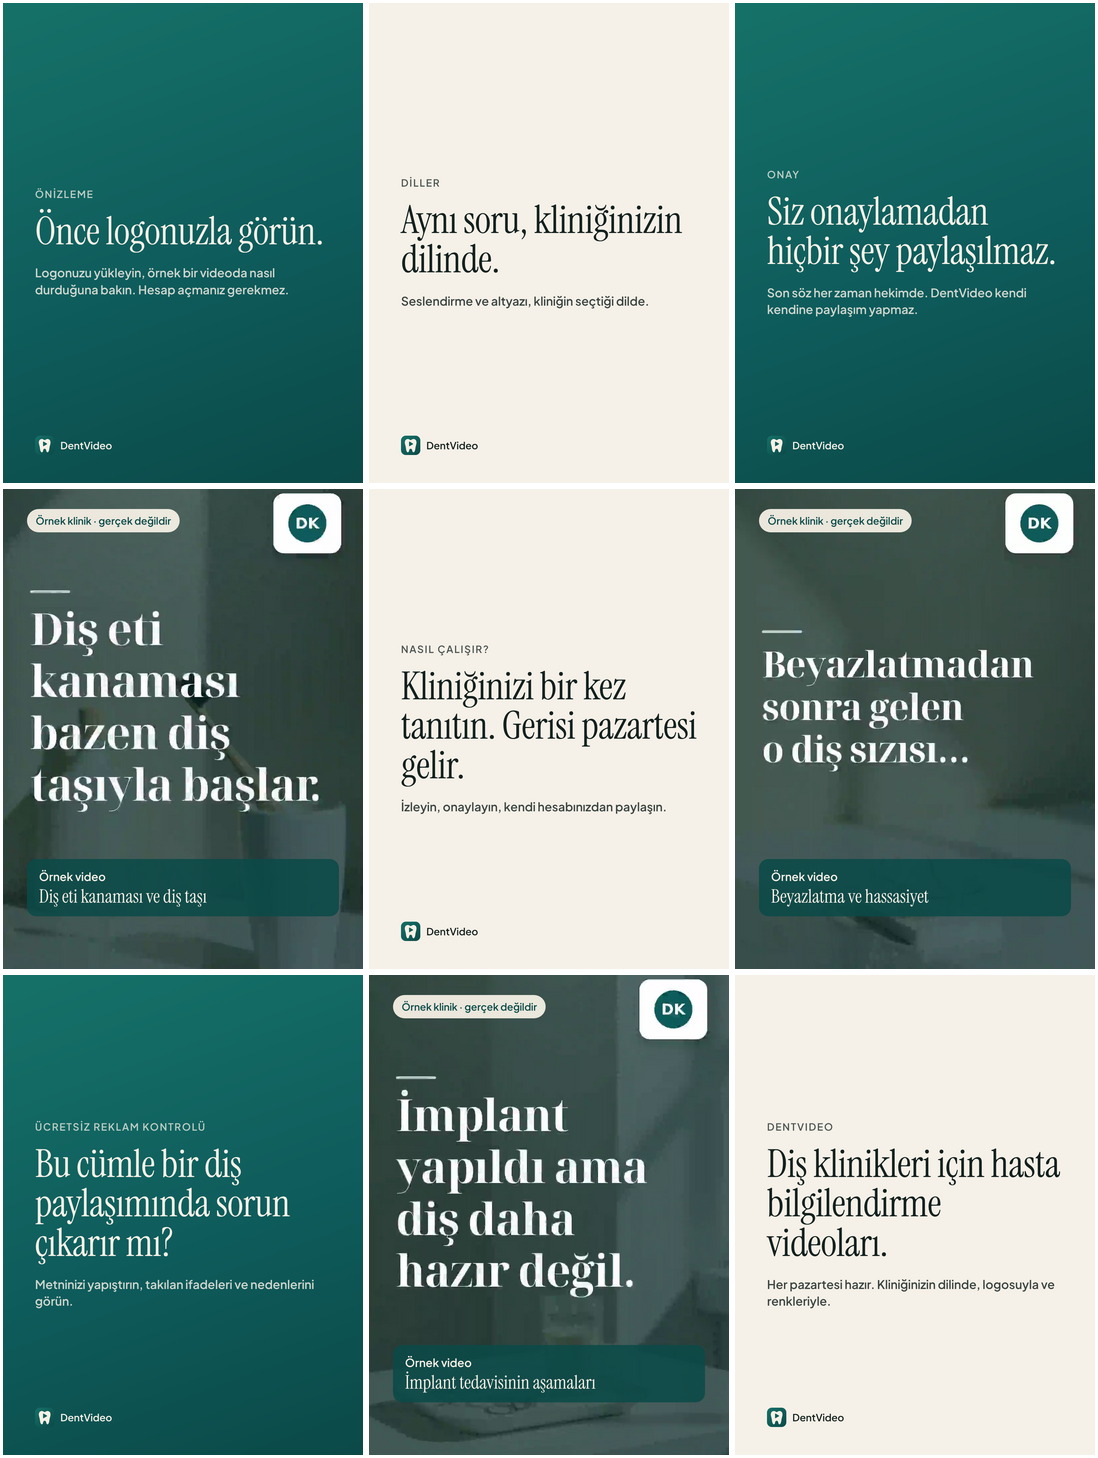 ÖNİZLEME
Önce logonuzla görün.
Logonuzu yükleyin, örnek bir videoda nasıl
durduğuna bakın. Hesap açmanız gerekmez.
DentVideo
DİLLER
Aynı soru, kliniğinizin
dilinde.
Seslendirme ve altyazı, kliniğin seçtiği dilde.
DentVideo
ONAY
Siz onaylamadan
hiçbir şey paylaşılmaz.
Son söz her zaman hekimde. DentVideo kendi
kendine paylaşım yapmaz.
DentVideo
Örnek klinik · gerçek değildir
DK
Diş eti
kanaması
bazen diş
taşıyla başlar.
Örnek video
Diş eti kanaması ve diş taşı
NASIL ÇALIŞIR?
Kliniğinizi bir kez
tanıtın. Gerisi pazartesi
gelir.
İzleyin, onaylayın, kendi hesabınızdan paylaşın.
DentVideo
Örnek klinik · gerçek değildir
DK
Beyazlatmadan
sonra gelen
o diş sızısı...
Örnek video
Beyazlatma ve hassasiyet
ÜCRETSİZ REKLAM KONTROLÜ
Bu cümle bir diş
paylaşımında sorun
çıkarır mı?
Metninizi yapıştırın, takılan ifadeleri ve nedenlerini
görün.
DentVideo
Örnek klinik · gerçek değildir
DK
İmplant
yapıldı ama
diş daha
hazır değil.
Örnek video
İmplant tedavisinin aşamaları
DENTVIDEO
Diş klinikleri için hasta
bilgilendirme
videoları.
Her pazartesi hazır. Kliniğinizin dilinde, logosuyla ve
renkleriyle.
DentVideo